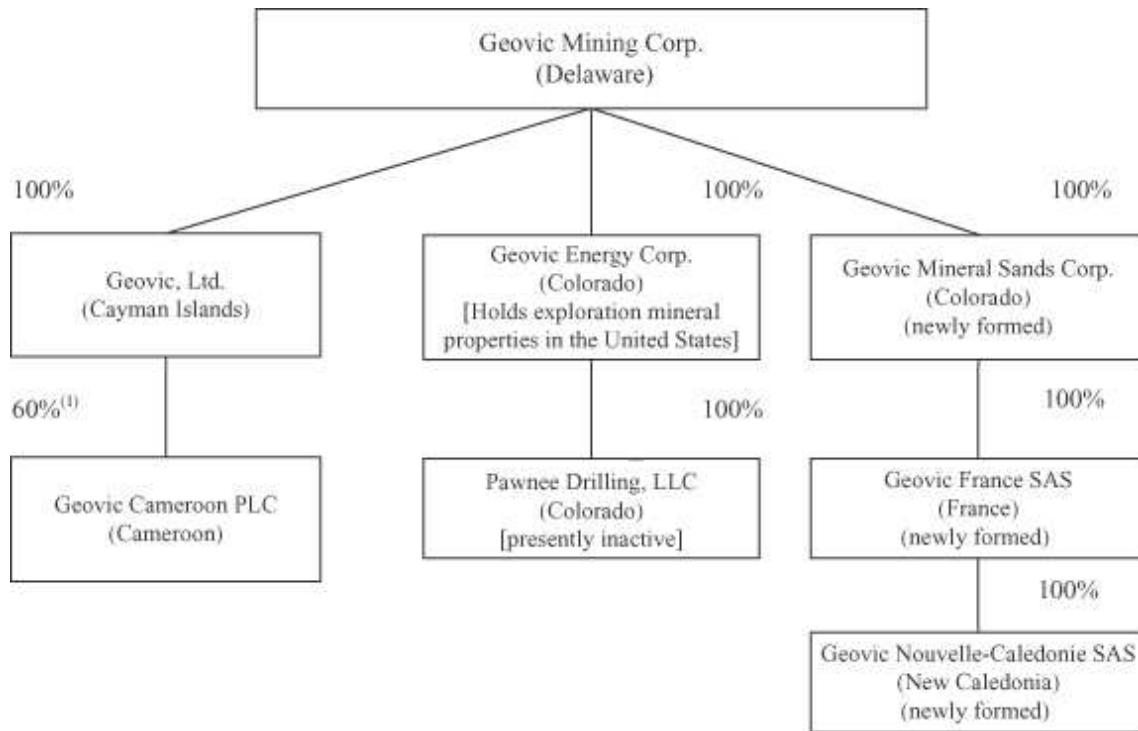 Geovic Mining Corp.
(Delaware)
100%
100%
100%
Geovic, Ltd.
(Cayman Islands)
Geovic Energy Corp.
(Colorado)
[Holds exploration mineral
properties in the United States]
Geovic Mineral Sands Corp.
(Colorado)
(newly formed)
60%(1)
100%
100%
Geovic Cameroon PLC
(Cameroon)
Pawnee Drilling, LLC
(Colorado)
[presently inactive]
Geovic France SAS
(France)
(newly formed)
100%
Geovic Nouvelle-Caledonie SAS
(New Caledonia)
(newly formed)